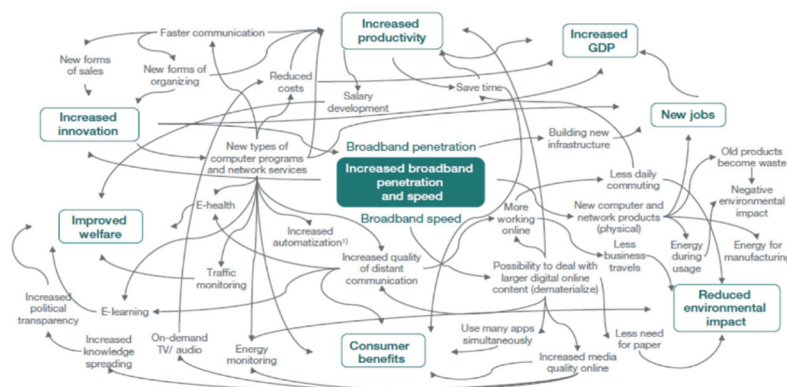 Faster communication
Increased
productivity
Increased
GDP
New forms
of sales
New forms of
organizing
Reduced
costs
Salary
development
Save time
Increased
innovation
New jobs
New types of
computer programs
and network services
Broadband penetration
Building new
infrastructure
Old products
become waste
Increased broadband
penetration
and speed
Less daily
commuting
Negative
environmental
impact
E-health
Broadband speed
More
working
online
New computer and
network products
(physical)
Improved
welfare
Increased
automatization¹⁾
Less
business
travels
Energy
during
usage
Energy for
manufacturing
Traffic
monitoring
Increased quality
of distant
communication
Possibility to deal with
larger digital online
content (dematerialize)
Increased
political
transparency
E-learning
Reduced
environmental
impact
Increased
knowledge
spreading
On-demand
TV/ audio
Energy
monitoring
Consumer
benefits
Use many apps
simultaneously
Less need
for paper
Increased media
quality online